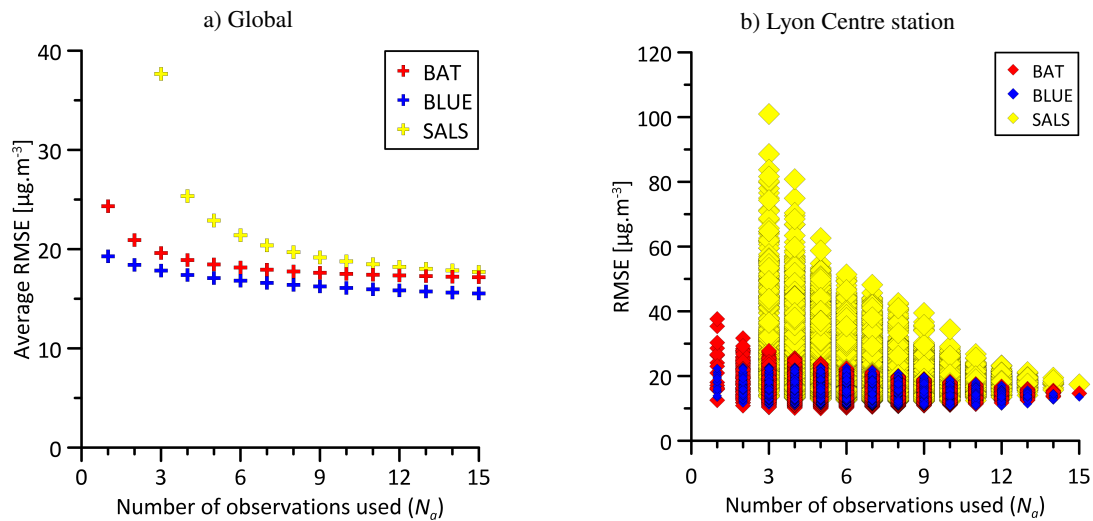 a) Global
40
30
20
10
0
0 3 6 9 12 15
Average RMSE [µg.m⁻³]
Number of observations used (Nₐ)
BAT
BLUE
SALS
b) Lyon Centre station
120
100
80
60
40
20
0
0 3 6 9 12 15
RMSE [µg.m⁻³]
Number of observations used (Nₐ)
BAT
BLUE
SALS